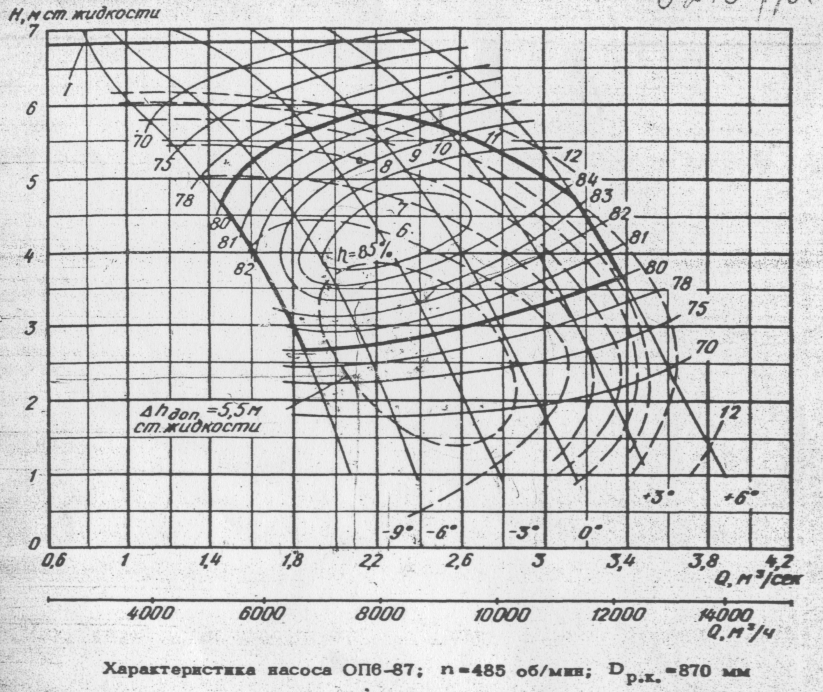 H, м ст. жидкости
7
6
5
4
3
2
1
0
I
70
75
78
80
81
82
8
9
10
11
12
7
6
h=85%
84
83
82
81
80
78
75
70
12
Δhдоп.=5,5м
ст.жидкости
-9° -6° -3° 0° +3° +6°
0,6 1 1,4 1,8 2,2 2,6 3 3,4 3,8 4,2
Q, м³/сек
4000 6000 8000 10000 12000 14000
Q, м³/ч
Характеристика насоса ОП6-87; n=485 об/мин; Dр.к.=870 мм